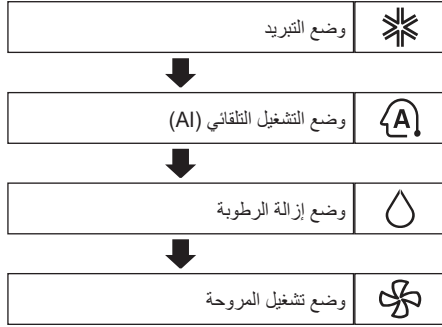 وضع التبريد
وضع التشغيل التلقائي (AI)
A
وضع إزالة الرطوبة
وضع تشغيل المروحة